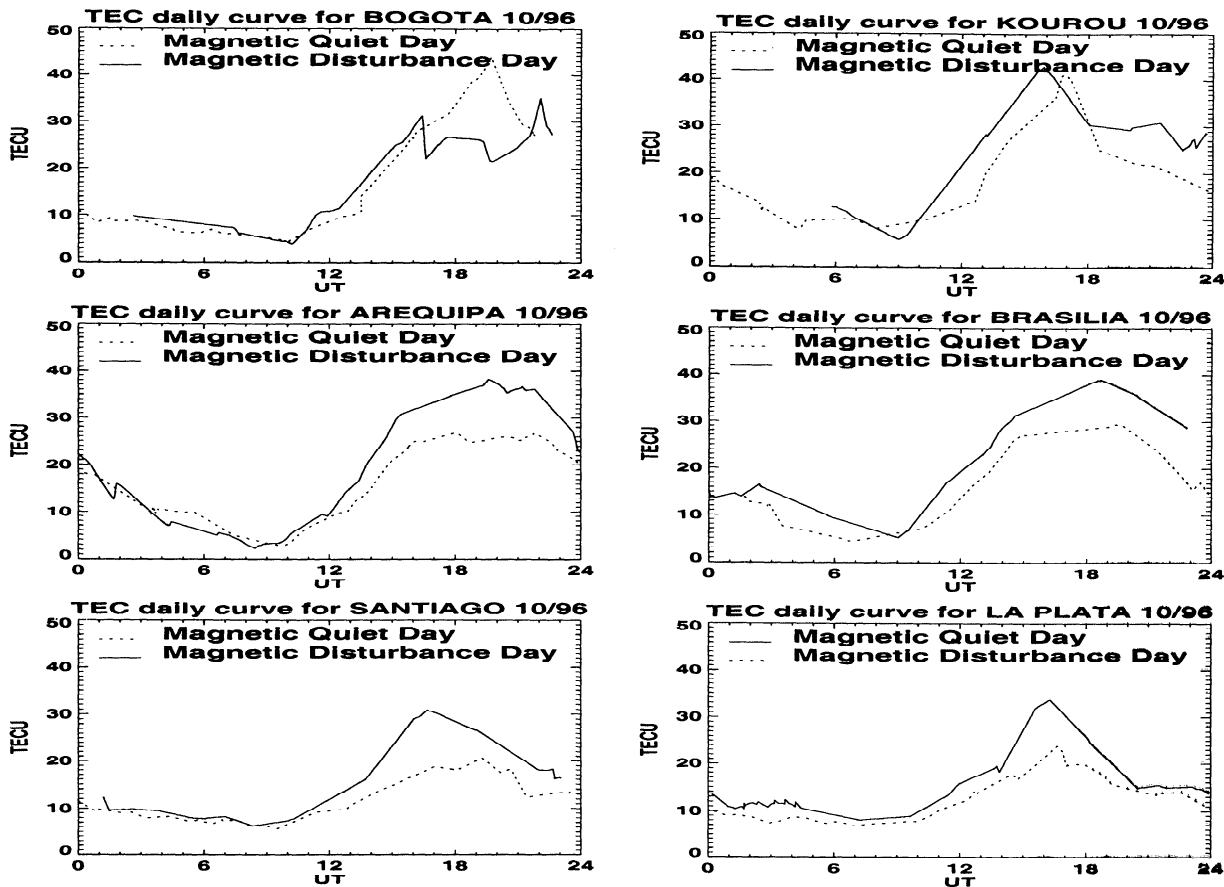 TEC daily curve for BOGOTA 10/96
Magnetic Quiet Day
Magnetic Disturbance Day
50
40
30
20
10
0
TECU
0 6 12 18 24
UT
TEC daily curve for KOUROU 10/96
Magnetic Quiet Day
Magnetic Disturbance Day
50
40
30
20
10
0
TECU
0 6 12 18 24
UT
TEC daily curve for AREQUIPA 10/96
Magnetic Quiet Day
Magnetic Disturbance Day
50
40
30
20
10
0
TECU
0 6 12 18 24
UT
TEC daily curve for BRASILIA 10/96
Magnetic Quiet Day
Magnetic Disturbance Day
50
40
30
20
10
0
TECU
0 6 12 18 24
UT
TEC daily curve for SANTIAGO 10/96
Magnetic Quiet Day
Magnetic Disturbance Day
50
40
30
20
10
0
TECU
0 6 12 18 24
UT
TEC daily curve for LA PLATA 10/96
Magnetic Quiet Day
Magnetic Disturbance Day
50
40
30
20
10
0
TECU
0 6 12 18 24
UT